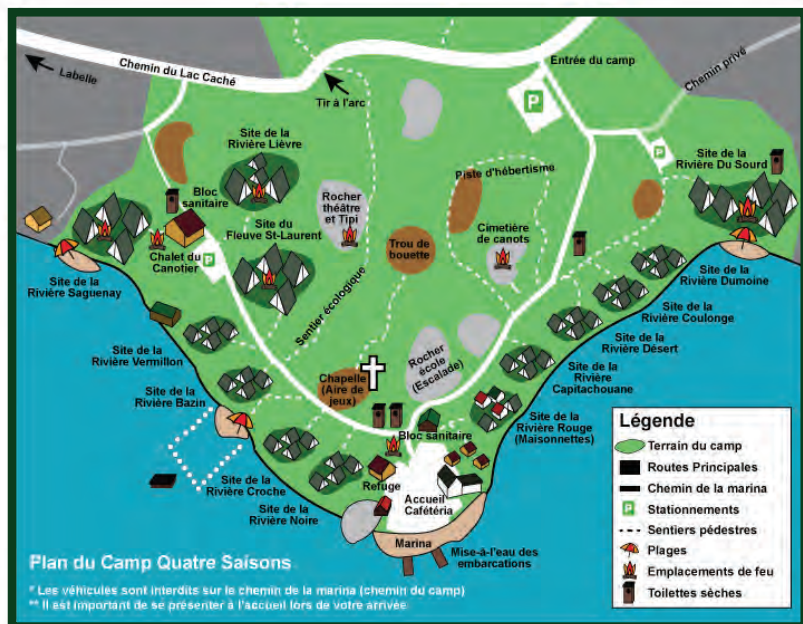 Labelle
Chemin du Lac Caché
Tir à l'arc
Entrée du camp
P
Chemin privé
P
Site de la
Rivière Lièvre
Bloc
sanitaire
Site du
Fleuve St-Laurent
Rocher
théâtre
et Tipi
Piste d'hébertisme
Site de la
Rivière Du Sourd
Trou de
bouette
Cimetière
de canots
Chalet du
Canotier
P
Site de la
Rivière Saguenay
Sentier écologique
Site de la
Rivière Dumoine
Site de la
Rivière Coulonge
Site de la
Rivière Désert
Site de la
Rivière
Capitachouane
Site de la
Rivière Vermillon
Rocher
école
(Escalade)
Chapelle
(Aire de
jeux)
Site de la
Rivière Bazin
Site de la
Rivière Rouge
(Maisonnettes)
Bloc sanitaire
Site de la
Rivière Croche
Refuge
Accueil
Cafétéria
Site de la
Rivière Noire
Marina
Mise-à-l'eau des
embarcations
Légende
Terrain du camp
Routes Principales
Chemin de la marina
P Stationnements
Sentiers pédestres
Plages
Emplacements de feu
Toilettes sèches
Plan du Camp Quatre Saisons
* Les véhicules sont interdits sur le chemin de la marina (chemin du camp)
** Il est important de se présenter à l'accueil lors de votre arrivée